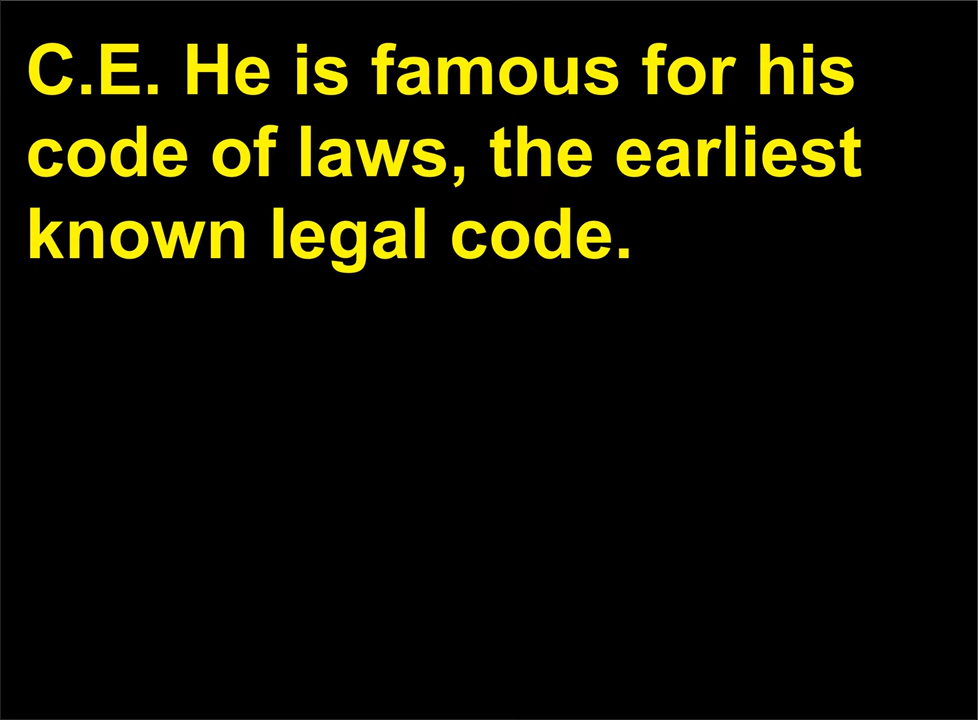 C.E. He is famous for his
code of laws, the earliest
known legal code.